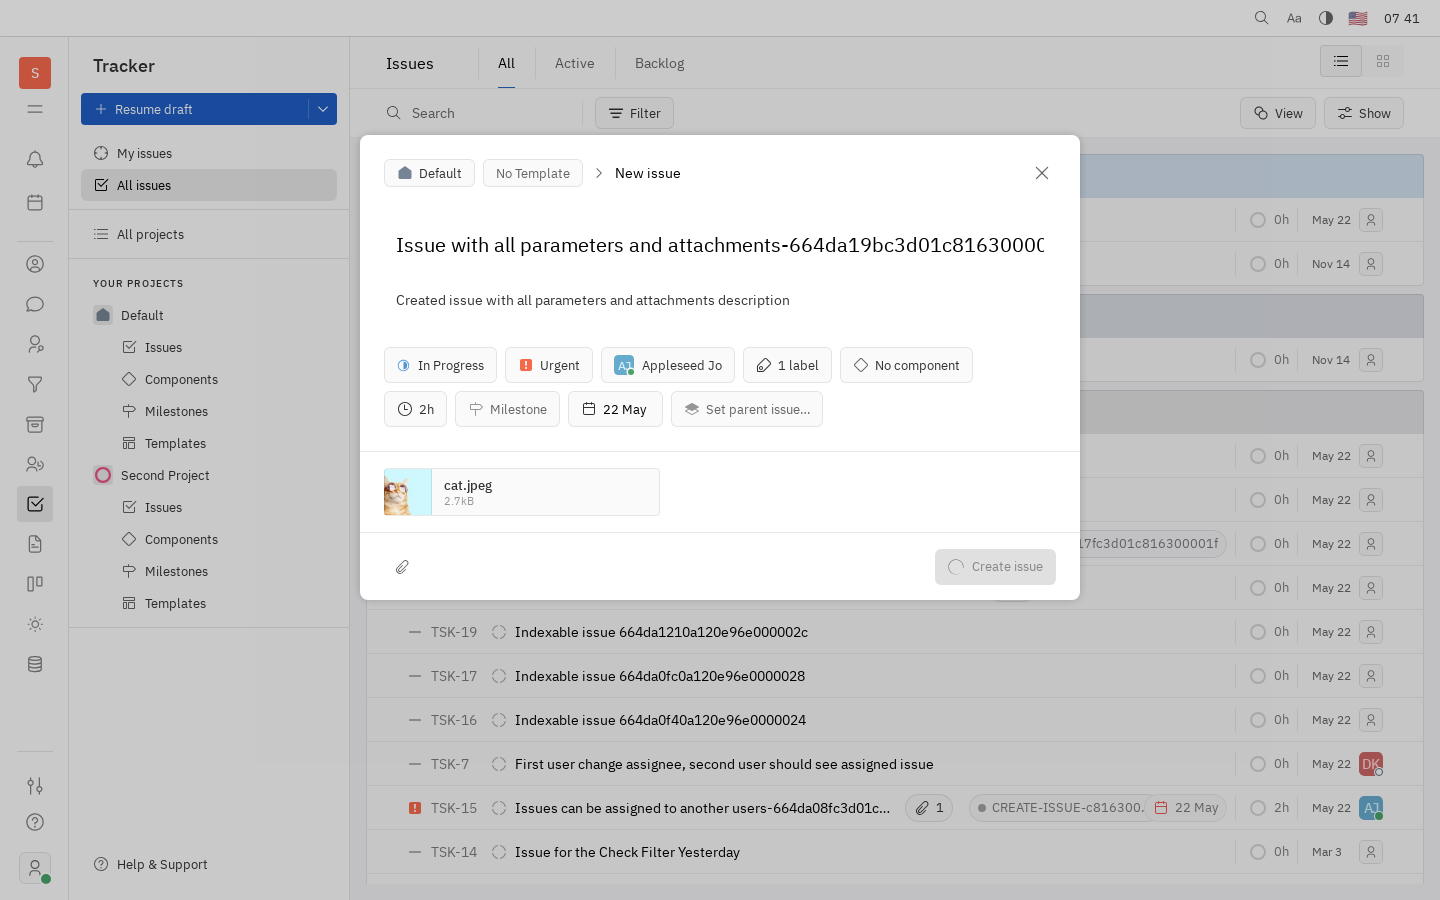 Aa
07 41
S
Tracker
Issues
All
Active
Backlog
Resume draft
Search
Filter
View
Show
My issues
All issues
All projects
YOUR PROJECTS
Default
Issues
Components
Milestones
Templates
Second Project
Issues
Components
Milestones
Templates
Help & Support
Default
No Template
New issue
Issue with all parameters and attachments-664da19bc3d01c8163000
Created issue with all parameters and attachments description
In Progress
Urgent
AJ
Appleseed Jo
1 label
No component
2h
Milestone
22 May
Set parent issue...
cat.jpeg
2.7kB
Create issue
0h May 22
0h Nov 14
0h Nov 14
0h May 22
0h May 22
17fc3d01c816300001f 0h May 22
0h May 22
TSK-19 Indexable issue 664da1210a120e96e000002c 0h May 22
TSK-17 Indexable issue 664da0fc0a120e96e0000028 0h May 22
TSK-16 Indexable issue 664da0f40a120e96e0000024 0h May 22
TSK-7 First user change assignee, second user should see assigned issue 0h May 22 DK
TSK-15 Issues can be assigned to another users-664da08fc3d01c... 1 CREATE-ISSUE-c816300. 22 May 2h May 22 AJ
TSK-14 Issue for the Check Filter Yesterday 0h Mar 3